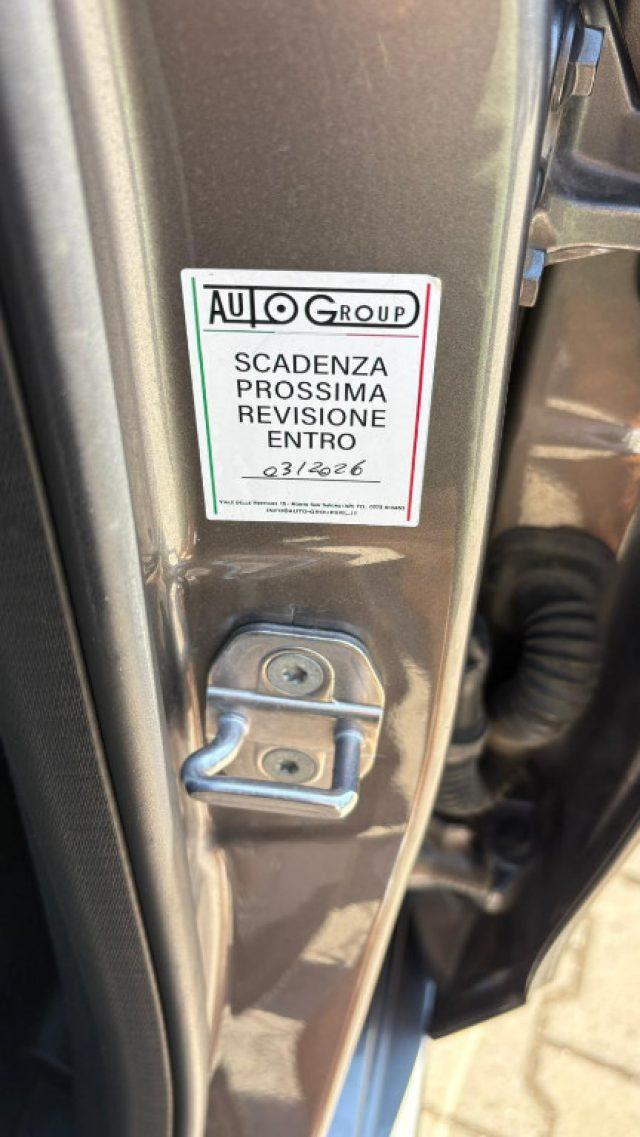 AUTO GROUP
SCADENZA
PROSSIMA
REVISIONE
ENTRO
03/2026